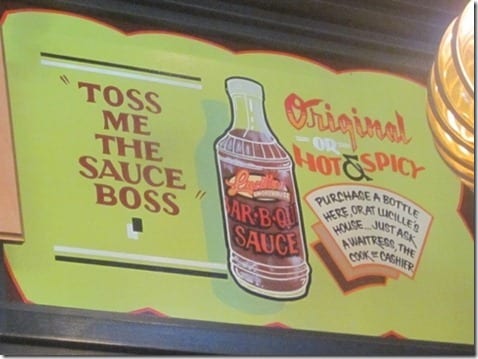 "TOSS
ME
THE
SAUCE
BOSS"
Lucille's
BAR·B·QUE
SAUCE
Original
OR
HOT & SPICY
PURCHASE A BOTTLE
HERE, OR AT LUCILLE'S
HOUSE... JUST ASK
A WAITRESS, THE
COOK or CASHIER